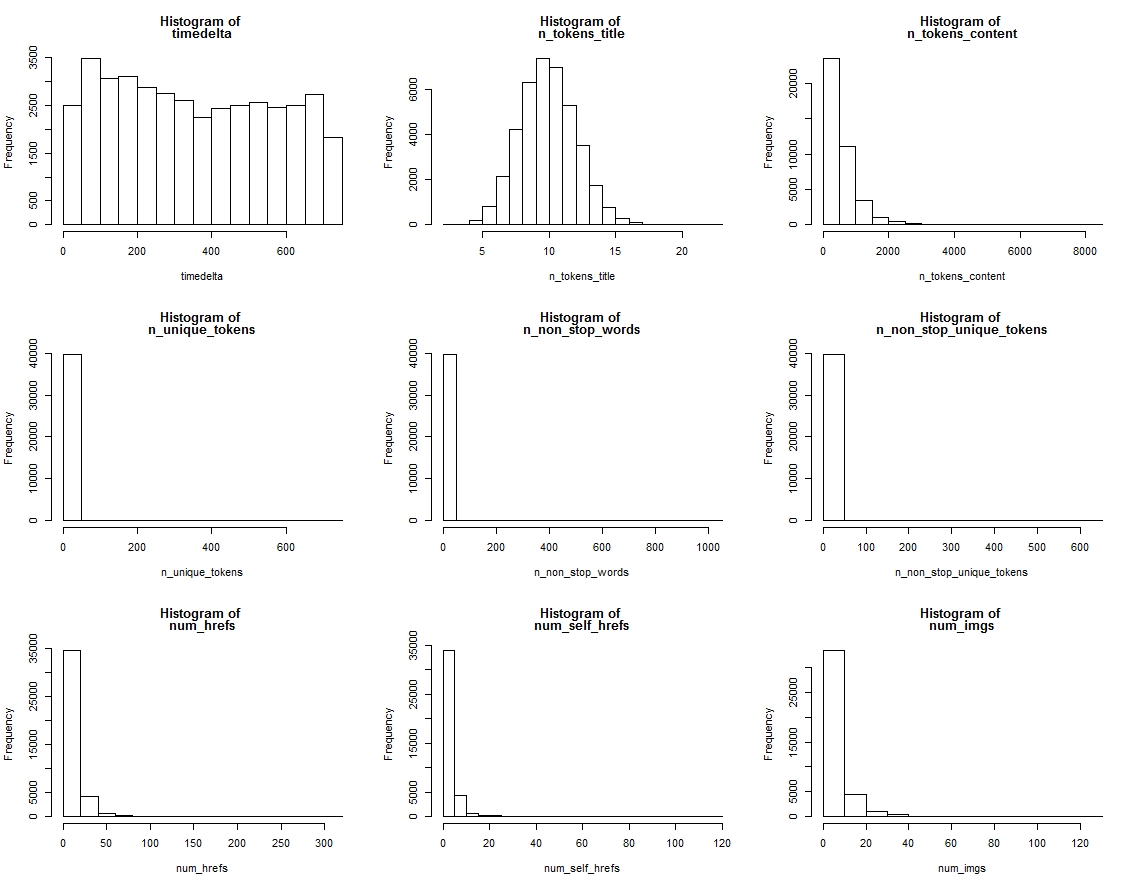 Histogram of
timedelta
Frequency
0 500 1500 2500 3500
0 200 400 600
timedelta
Histogram of
n_tokens_title
Frequency
0 2000 4000 6000
5 10 15 20
n_tokens_title
Histogram of
n_tokens_content
Frequency
0 5000 10000 20000
0 2000 4000 6000 8000
n_tokens_content
Histogram of
n_unique_tokens
Frequency
0 10000 20000 30000 40000
0 200 400 600
n_unique_tokens
Histogram of
n_non_stop_words
Frequency
0 10000 20000 30000 40000
0 200 400 600 800 1000
n_non_stop_words
Histogram of
n_non_stop_unique_tokens
Frequency
0 10000 20000 30000 40000
0 100 200 300 400 500 600
n_non_stop_unique_tokens
Histogram of
num_hrefs
Frequency
0 5000 15000 25000 35000
0 50 100 150 200 250 300
num_hrefs
Histogram of
num_self_hrefs
Frequency
0 5000 15000 25000 35000
0 20 40 60 80 100 120
num_self_hrefs
Histogram of
num_imgs
Frequency
0 5000 15000 25000
0 20 40 60 80 100 120
num_imgs